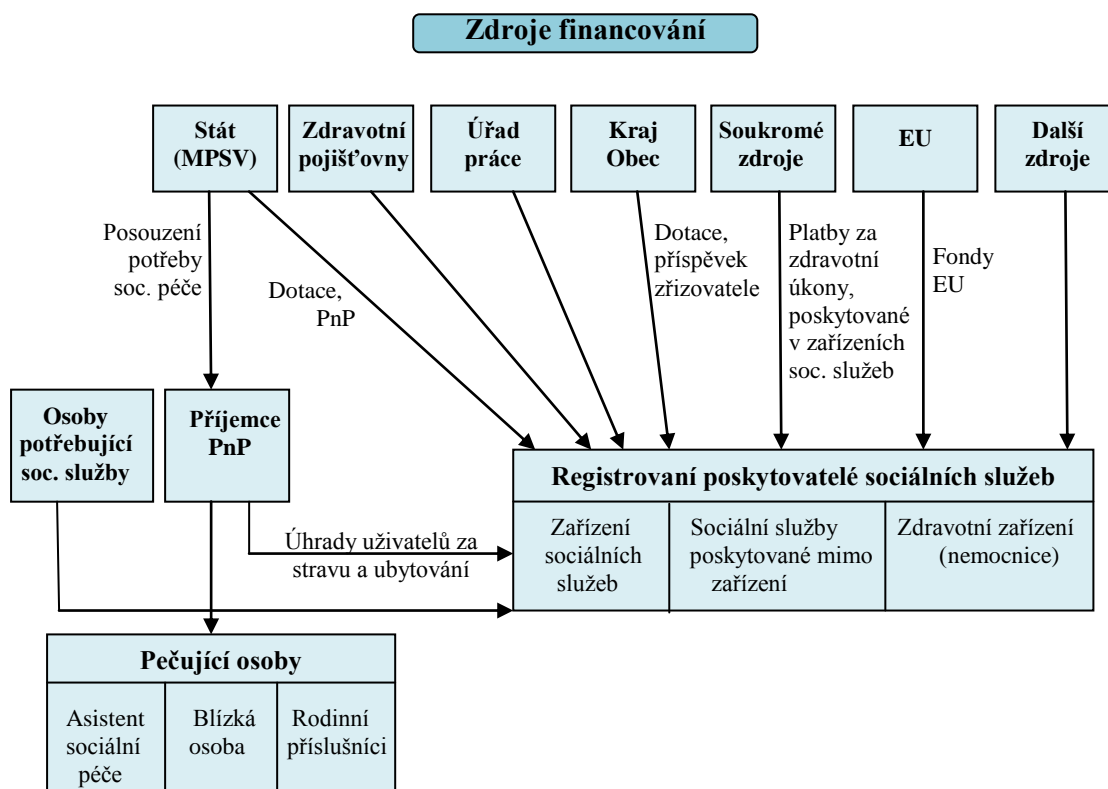 Zdroje financování
Stát
(MPSV)
Zdravotní
pojišťovny
Úřad
práce
Kraj
Obec
Soukromé
zdroje
EU
Další
zdroje
Posouzení
potřeby
soc. péče
Dotace,
PnP
Dotace,
příspěvek
zřizovatele
Platby za
zdravotní
úkony,
poskytované
v zařízeních
soc. služeb
Fondy
EU
Osoby
potřebující
soc. služby
Příjemce
PnP
Registrovaní poskytovatelé sociálních služeb
Zařízení
sociálních
služeb
Sociální služby
poskytované mimo
zařízení
Zdravotní zařízení
(nemocnice)
Úhrady uživatelů za
stravu a ubytování
Pečující osoby
Asistent
sociální
péče
Blízká
osoba
Rodinní
příslušníci